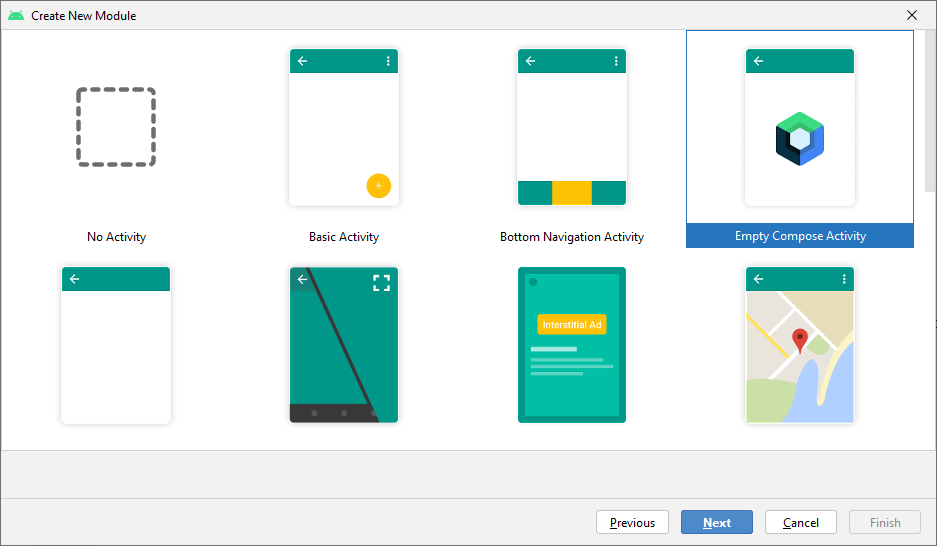 Create New Module
No Activity
Basic Activity
Bottom Navigation Activity
Empty Compose Activity
Interstitial Ad
Previous
Next
Cancel
Finish